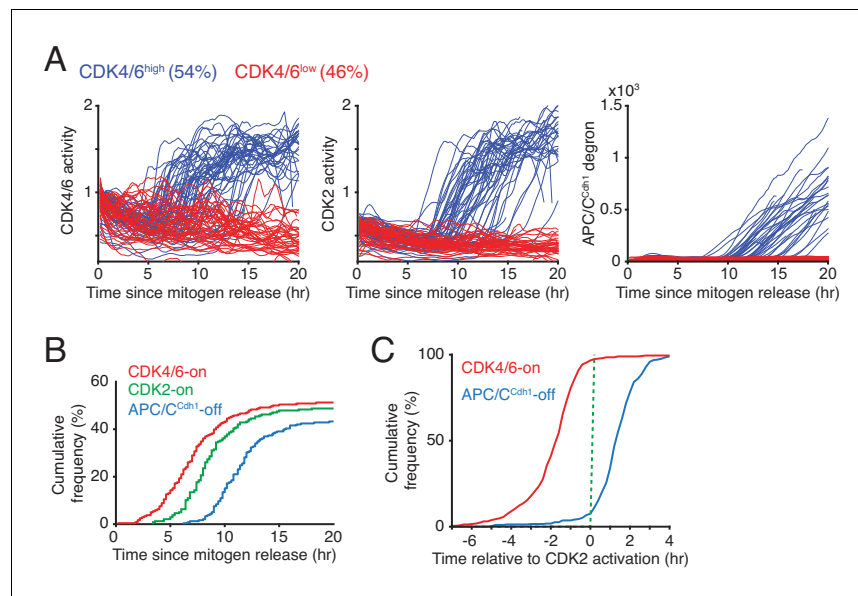 A
CDK4/6high (54%) CDK4/6low (46%)
x10³
2
1
CDK4/6 activity
0 5 10 15 20
Time since mitogen release (hr)
2
1
CDK2 activity
0 5 10 15 20
Time since mitogen release (hr)
1.5
1
0.5
0
APC/CCdh1 degron
0 5 10 15 20
Time since mitogen release (hr)
B
CDK4/6-on
CDK2-on
APC/CCdh1-off
60
40
20
0
Cumulative
frequency (%)
0 5 10 15 20
Time since mitogen release (hr)
C
CDK4/6-on
APC/CCdh1-off
100
50
0
Cumulative
frequency (%)
-6 -4 -2 0 2 4
Time relative to CDK2 activation (hr)